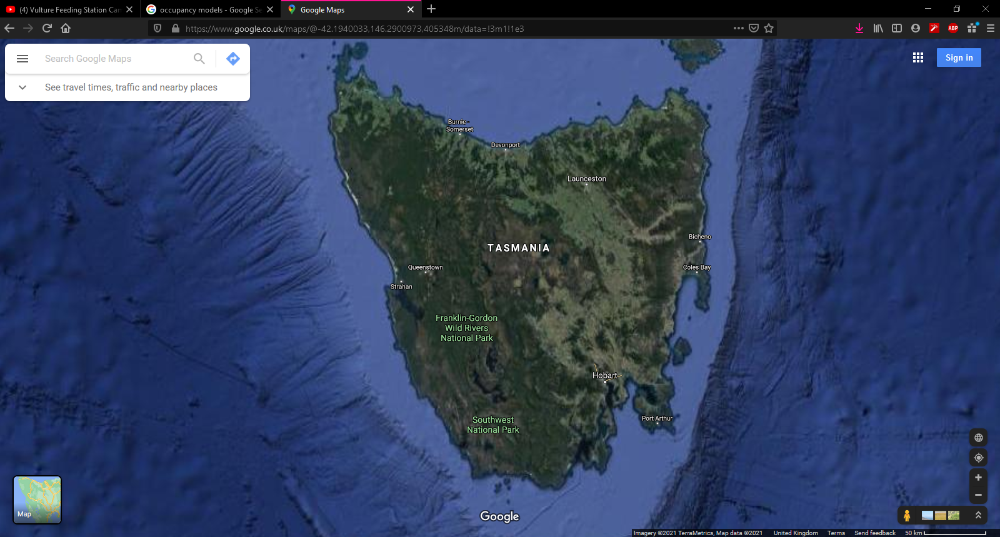 (4) Vulture Feeding Station Can
occupancy models - Google Se
Google Maps
https://www.google.co.uk/maps/@-42.1940033,146.2900973,405348m/data=!3m1!1e3
ABP
Search Google Maps
Sign in
See travel times, traffic and nearby places
Burnie -
Somerset
Devonport
Launceston
Bicheno
TASMANIA
Queenstown
Coles Bay
Strahan
Franklin-Gordon
Wild Rivers
National Park
Hobart
Port Arthur
Southwest
National Park
Map
Google
Imagery ©2021 TerraMetrics, Map data ©2021 United Kingdom Terms Send feedback 50 km